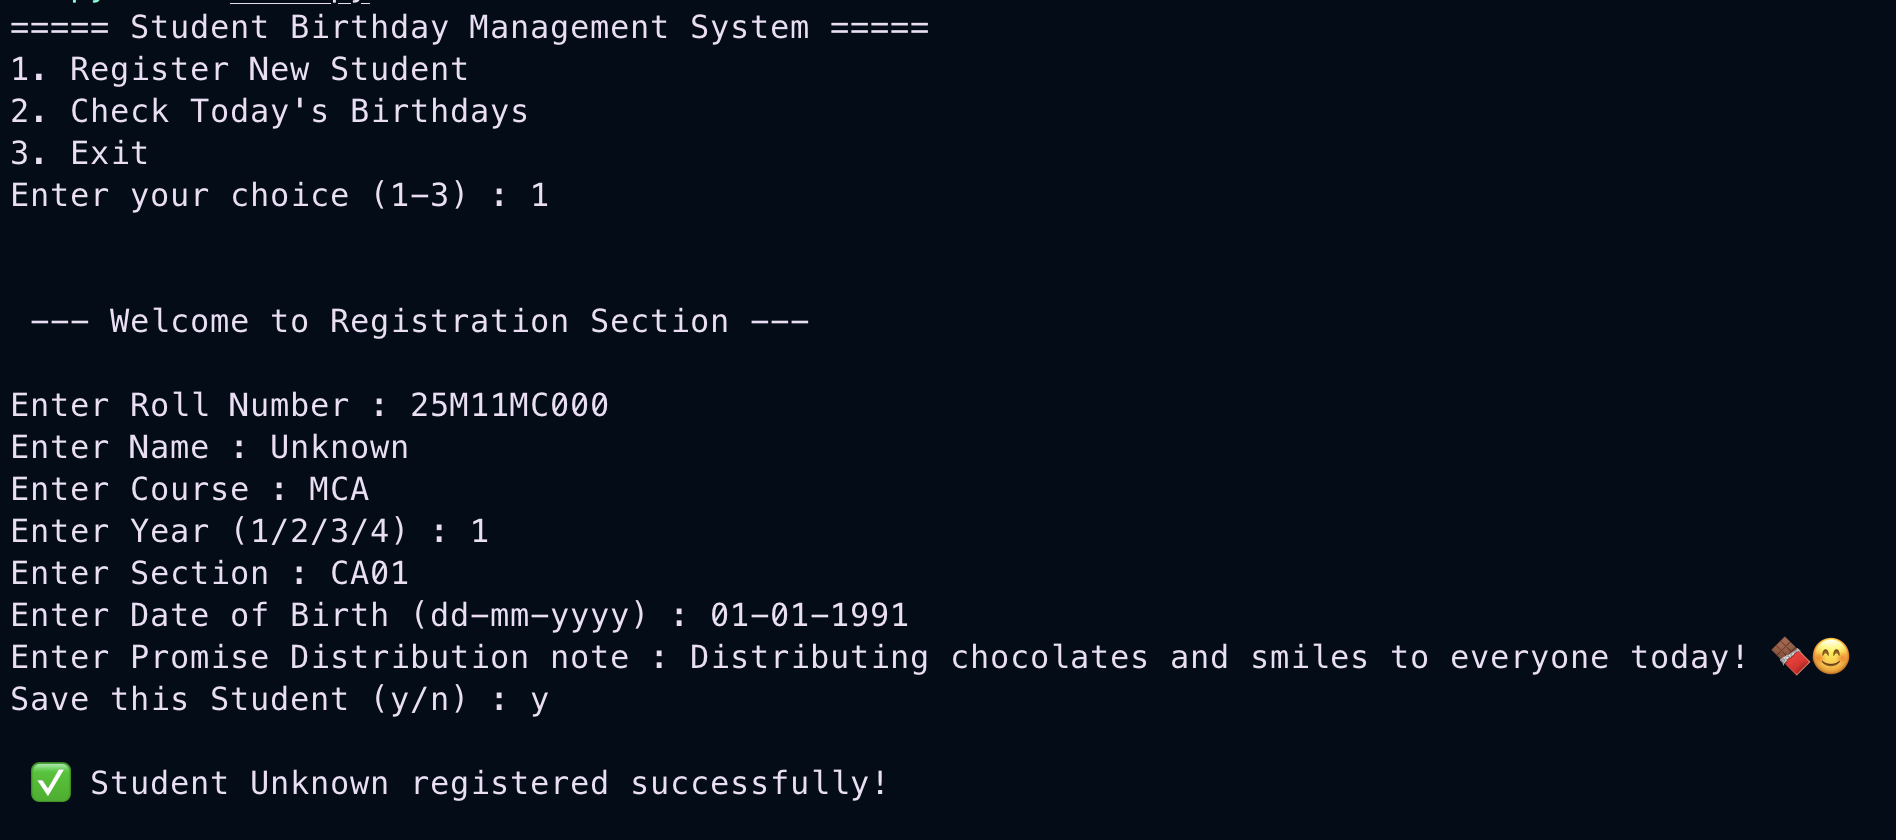 ===== Student Birthday Management System =====
1. Register New Student
2. Check Today's Birthdays
3. Exit
Enter your choice (1-3) : 1
--- Welcome to Registration Section ---
Enter Roll Number : 25M11MC000
Enter Name : Unknown
Enter Course : MCA
Enter Year (1/2/3/4) : 1
Enter Section : CA01
Enter Date of Birth (dd-mm-yyyy) : 01-01-1991
Enter Promise Distribution note : Distributing chocolates and smiles to everyone today! 🍫😊
Save this Student (y/n) : y
✅ Student Unknown registered successfully!